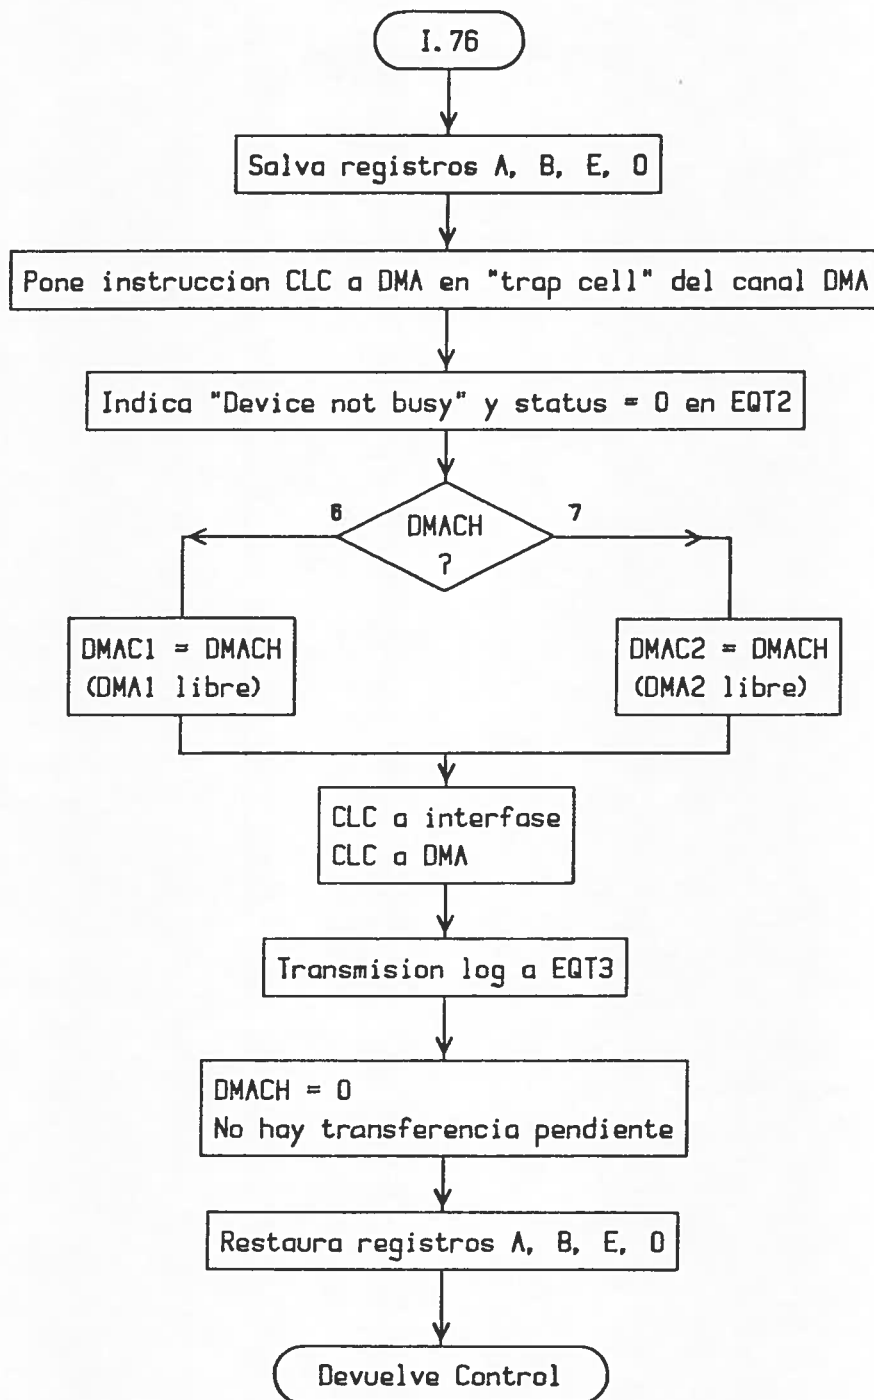 I.76
Salva registros A, B, E, O
Pone instruccion CLC a DMA en "trap cell" del canal DMA
Indica "Device not busy" y status = 0 en EQT2
6
DMACH
?
7
DMAC1 = DMACH
(DMA1 libre)
DMAC2 = DMACH
(DMA2 libre)
CLC a interfase
CLC a DMA
Transmision log a EQT3
DMACH = 0
No hay transferencia pendiente
Restaura registros A, B, E, O
Devuelve Control